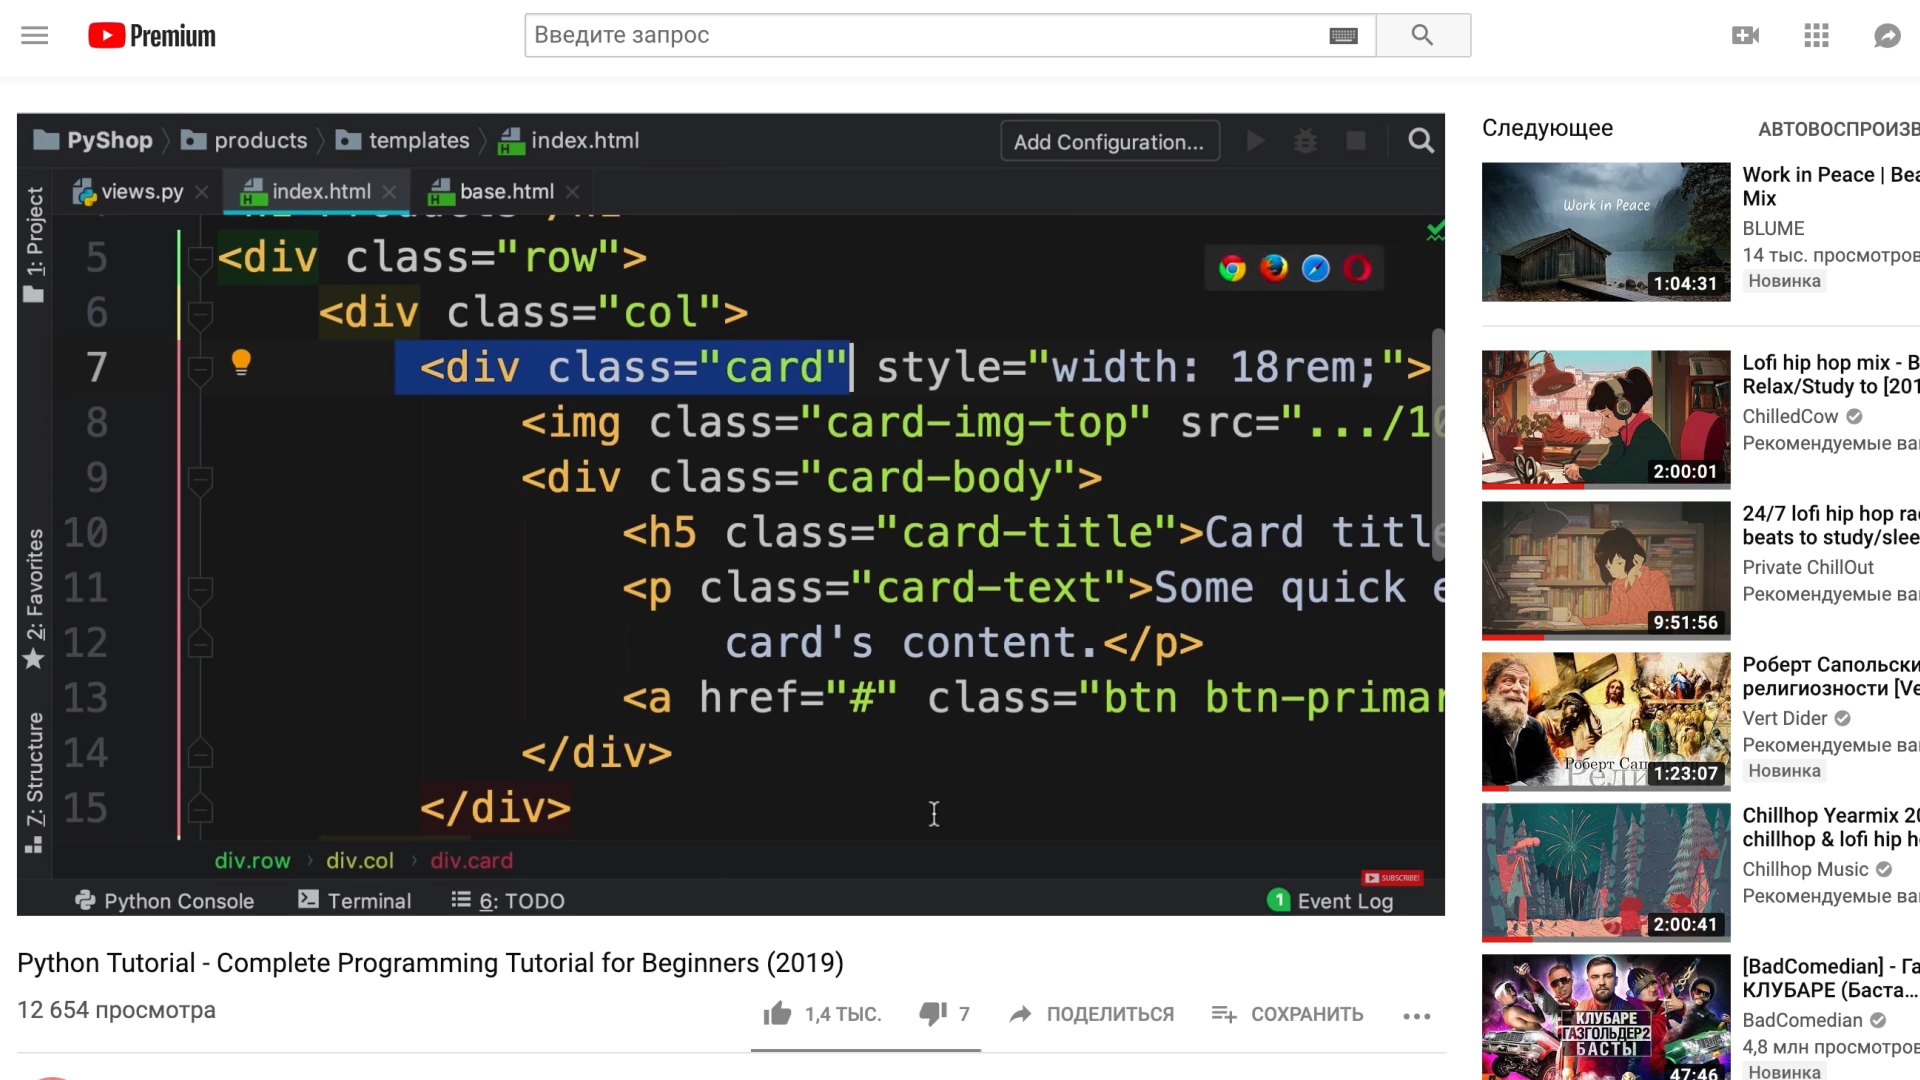 Premium
Введите запрос
PyShop
products
templates
index.html
Add Configuration...
views.py
index.html
base.html
1: Project
2: Favorites
7: Structure
5 <div class="row">
6 <div class="col">
7 <div class="card" style="width: 18rem;">
8 <img class="card-img-top" src=".../10
9 <div class="card-body">
10 <h5 class="card-title">Card title
11 <p class="card-text">Some quick e
12 card's content.</p>
13 <a href="#" class="btn btn-primar
14 </div>
15 </div>
div.row
div.col
div.card
SUBSCRIBE!
Python Console
Terminal
6: TODO
1 Event Log
Python Tutorial - Complete Programming Tutorial for Beginners (2019)
12 654 просмотра
1,4 ТЫС.
7
ПОДЕЛИТЬСЯ
СОХРАНИТЬ
Следующее
АВТОВОСПРОИЗВ
Work in Peace
1:04:31
Work in Peace | Bea
Mix
BLUME
14 тыс. просмотров
Новинка
2:00:01
Lofi hip hop mix - B
Relax/Study to [201
ChilledCow
Рекомендуемые ва
9:51:56
24/7 lofi hip hop ra
beats to study/slee
Private ChillOut
Рекомендуемые ва
Роберт Сап
Рели
1:23:07
Роберт Сапольски
религиозности [Ve
Vert Dider
Рекомендуемые ва
Новинка
2:00:41
Chillhop Yearmix 20
chillhop & lofi hip h
Chillhop Music
Рекомендуемые ва
КЛУБАРЕ
ГАЗГОЛЬДЕР2
БАСТЫ
47:46
[BadComedian] - Га
КЛУБАРЕ (Баста...
BadComedian
4,8 млн просмотров
Новинка